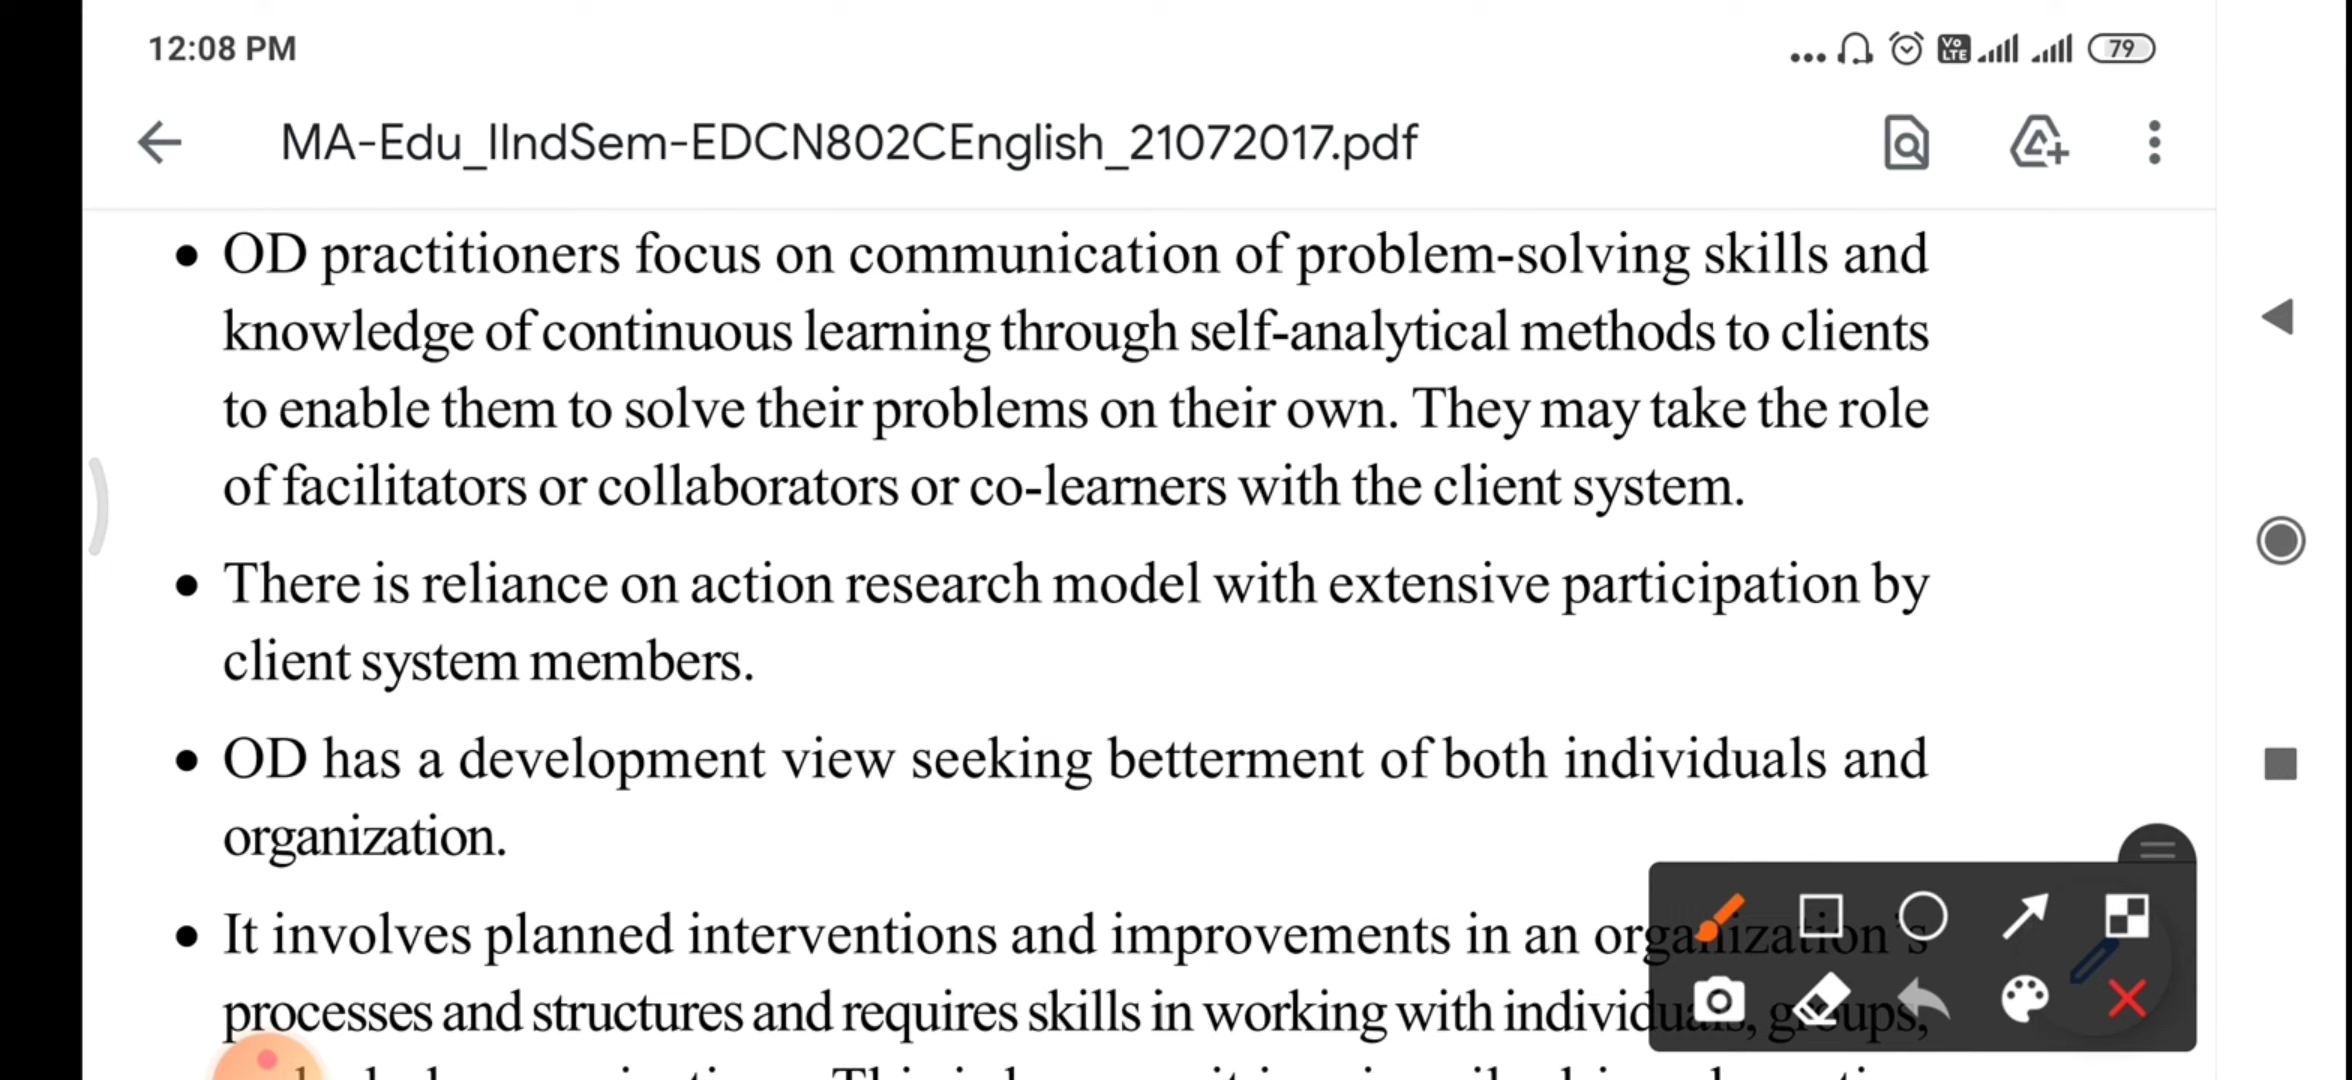 12:08 PM
79
MA-Edu_IIndSem-EDCN802CEnglish_21072017.pdf
• OD practitioners focus on communication of problem-solving skills and
knowledge of continuous learning through self-analytical methods to clients
to enable them to solve their problems on their own. They may take the role
of facilitators or collaborators or co-learners with the client system.
• There is reliance on action research model with extensive participation by
client system members.
• OD has a development view seeking betterment of both individuals and
organization.
• It involves planned interventions and improvements in an organization's
processes and structures and requires skills in working with individuals, groups,